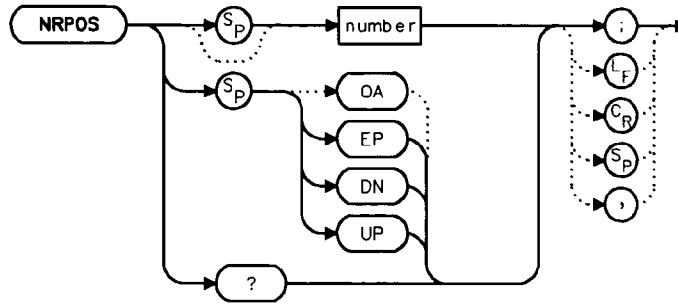 NRPOS SP number ;
SP OA LF
EP CR
DN SP
UP ,
?